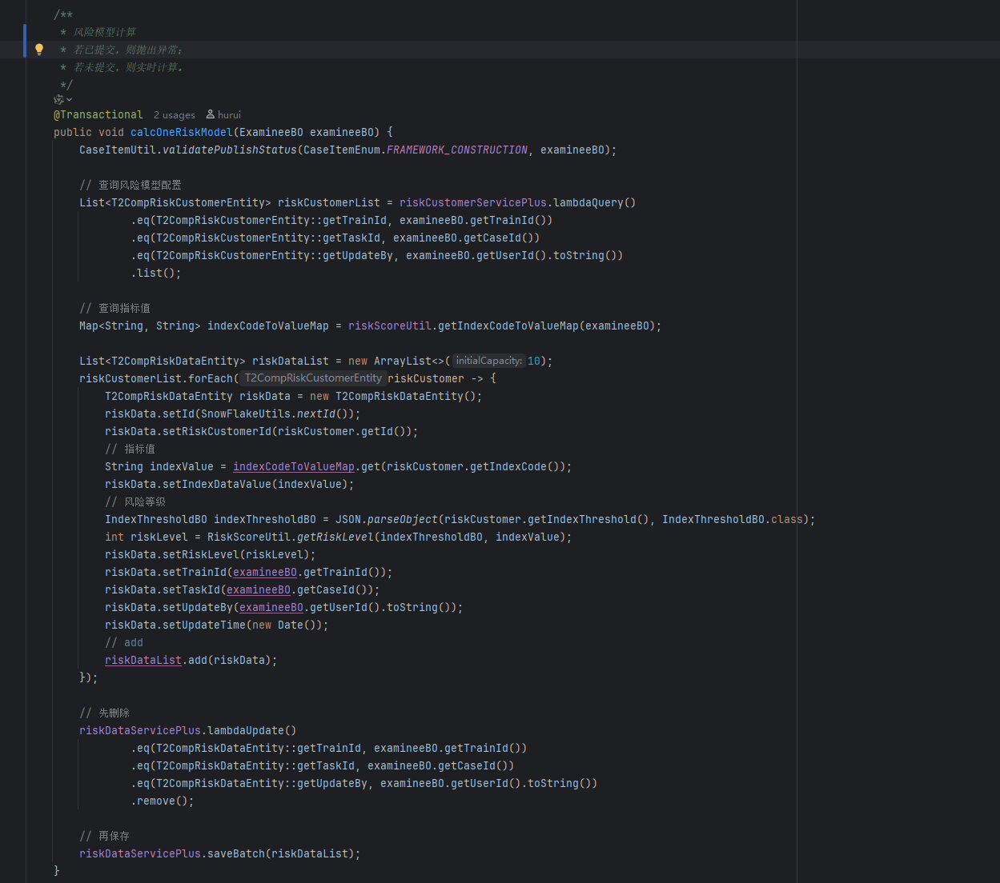 /**
 * 风险模型计算
 * 若已提交，则抛出异常；
 * 若未提交，则实时计算。
 */
@Transactional 2 usages hurui
public void calcOneRiskModel(ExamineeBO examineeBO) {
    CaseItemUtil.validatePublishStatus(CaseItemEnum.FRAMEWORK_CONSTRUCTION, examineeBO);
    // 查询风险模型配置
    List<T2CompRiskCustomerEntity> riskCustomerList = riskCustomerServicePlus.lambdaQuery()
            .eq(T2CompRiskCustomerEntity::getTrainId, examineeBO.getTrainId())
            .eq(T2CompRiskCustomerEntity::getTaskId, examineeBO.getCaseId())
            .eq(T2CompRiskCustomerEntity::getUpdateBy, examineeBO.getUserId().toString())
            .list();
    // 查询指标值
    Map<String, String> indexCodeToValueMap = riskScoreUtil.getIndexCodeToValueMap(examineeBO);
    List<T2CompRiskDataEntity> riskDataList = new ArrayList<>( initialCapacity: 10);
    riskCustomerList.forEach( T2CompRiskCustomerEntity riskCustomer -> {
        T2CompRiskDataEntity riskData = new T2CompRiskDataEntity();
        riskData.setId(SnowFlakeUtils.nextId());
        riskData.setRiskCustomerId(riskCustomer.getId());
        // 指标值
        String indexValue = indexCodeToValueMap.get(riskCustomer.getIndexCode());
        riskData.setIndexDataValue(indexValue);
        // 风险等级
        IndexThresholdBO indexThresholdBO = JSON.parseObject(riskCustomer.getIndexThreshold(), IndexThresholdBO.class);
        int riskLevel = RiskScoreUtil.getRiskLevel(indexThresholdBO, indexValue);
        riskData.setRiskLevel(riskLevel);
        riskData.setTrainId(examineeBO.getTrainId());
        riskData.setTaskId(examineeBO.getCaseId());
        riskData.setUpdateBy(examineeBO.getUserId().toString());
        riskData.setUpdateTime(new Date());
        // add
        riskDataList.add(riskData);
    });
    // 先删除
    riskDataServicePlus.lambdaUpdate()
            .eq(T2CompRiskDataEntity::getTrainId, examineeBO.getTrainId())
            .eq(T2CompRiskDataEntity::getTaskId, examineeBO.getCaseId())
            .eq(T2CompRiskDataEntity::getUpdateBy, examineeBO.getUserId().toString())
            .remove();
    // 再保存
    riskDataServicePlus.saveBatch(riskDataList);
}